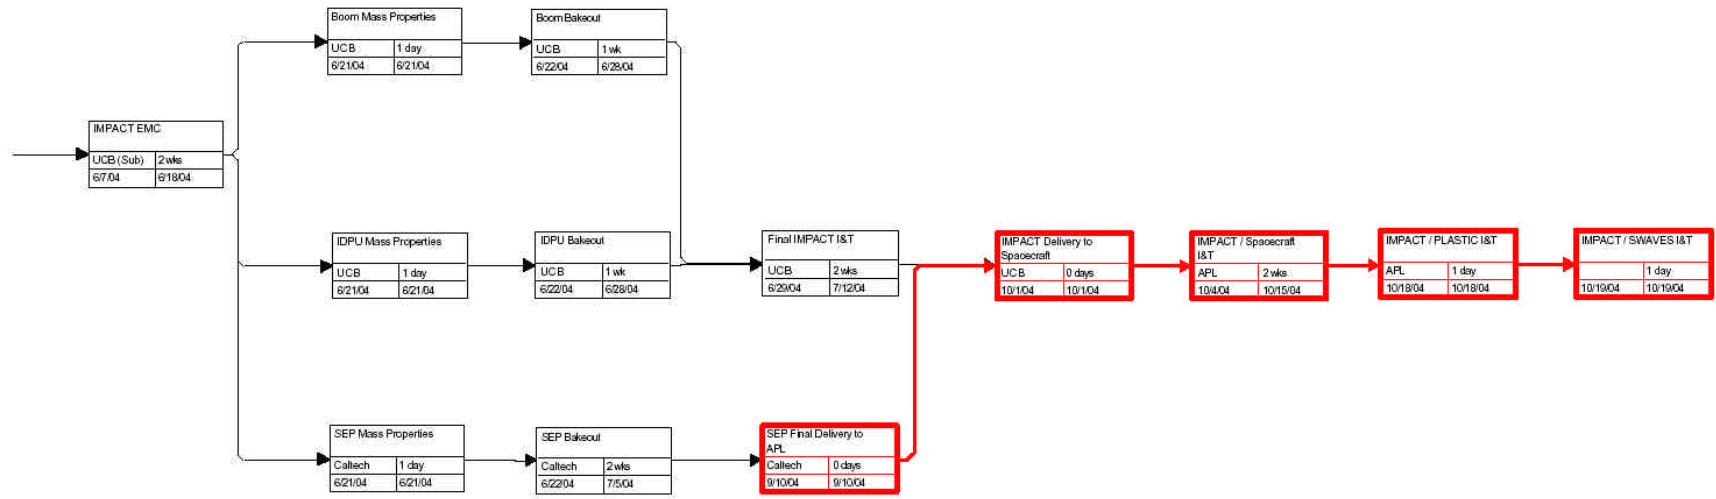 Boom Mass Properties
UCB 1 day
6/21/04 6/21/04
Boom Bakeout
UCB 1 wk
6/22/04 6/28/04
IMPACT EMC
UCB (Sub) 2 wks
6/7/04 6/18/04
IDPU Mass Properties
UCB 1 day
6/21/04 6/21/04
IDPU Bakeout
UCB 1 wk
6/22/04 6/28/04
Final IMPACT I&T
UCB 2 wks
6/29/04 7/12/04
IMPACT Delivery to
Spacecraft
UCB 0 days
10/1/04 10/1/04
IMPACT / Spacecraft
I&T
APL 2 wks
10/4/04 10/15/04
IMPACT / PLASTIC I&T
APL 1 day
10/18/04 10/18/04
IMPACT / SWAVES I&T
1 day
10/19/04 10/19/04
SEP Mass Properties
Caltech 1 day
6/21/04 6/21/04
SEP Bakeout
Caltech 2 wks
6/22/04 7/5/04
SEP Final Delivery to
APL
Caltech 0 days
9/10/04 9/10/04